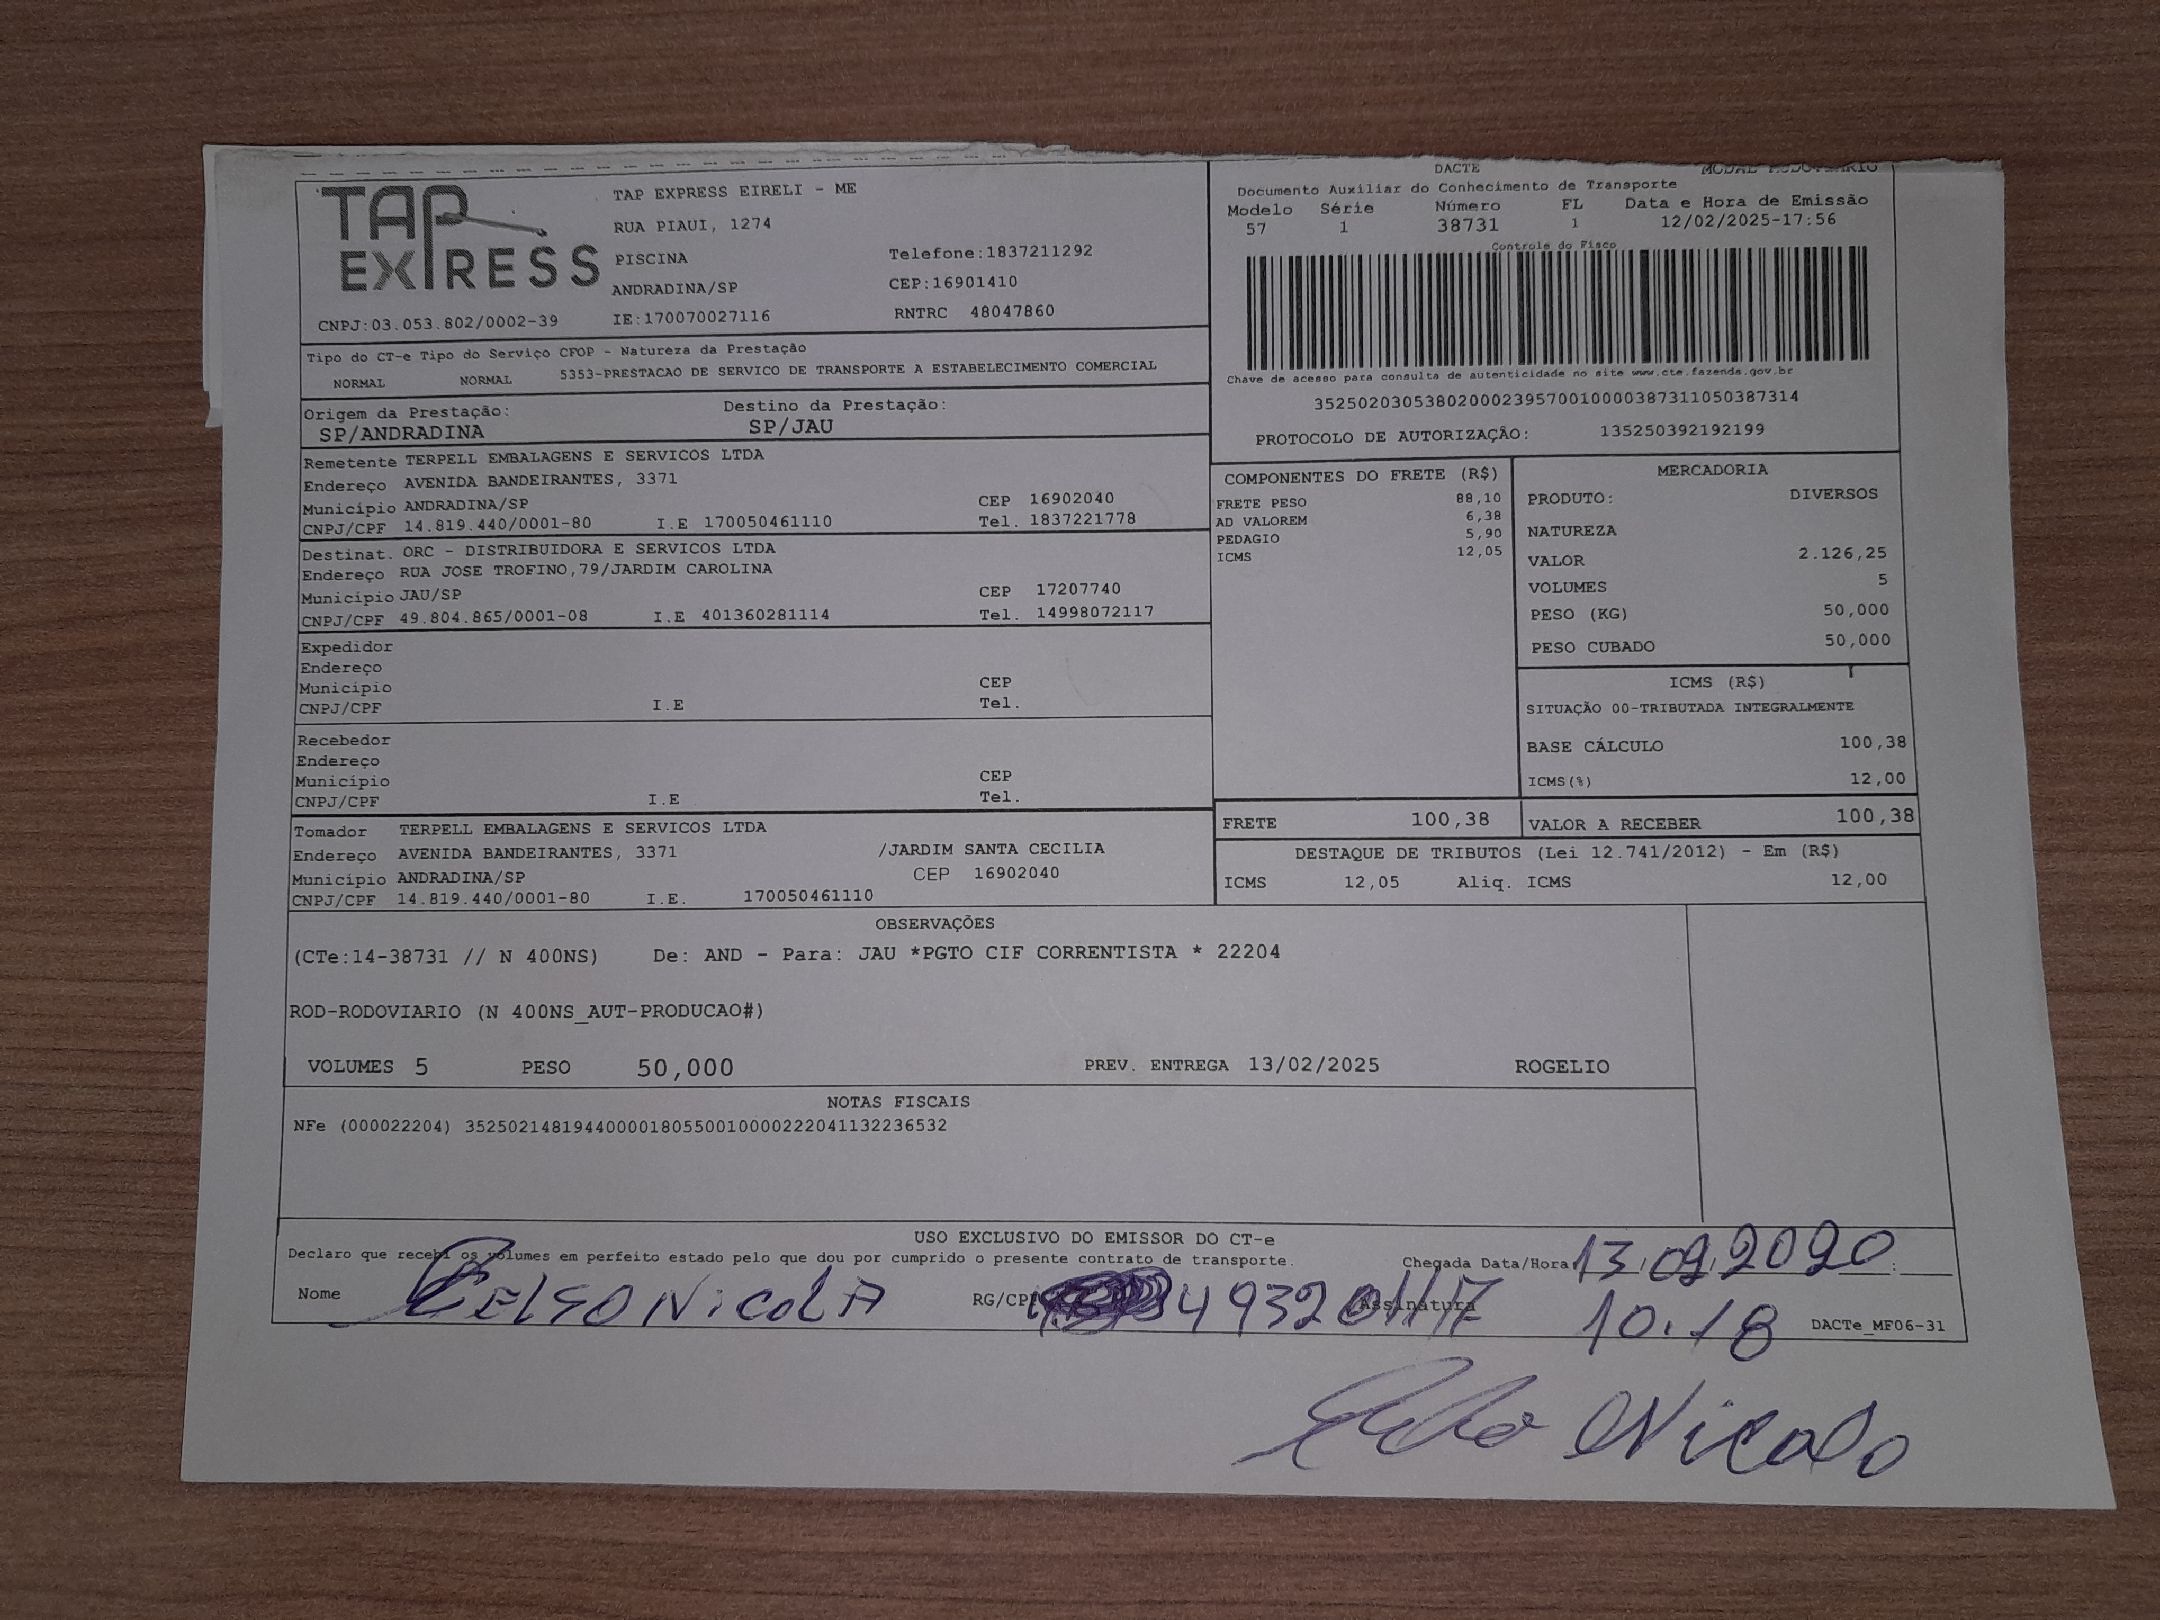 TAP
EXPRESS
CNPJ:03.053.802/0002-39
TAP EXPRESS EIRELI - ME
RUA PIAUI, 1274
PISCINA Telefone:1837211292
ANDRADINA/SP CEP:16901410
IE:170070027116 RNTRC 48047860
DACTE
Documento Auxiliar do Conhecimento de Transporte
Modelo Série Número FL Data e Hora de Emissão
57 1 38731 1 12/02/2025-17:56
Controle do Fisco
Chave de acesso para consulta de autenticidade no site www.cte.fazenda.gov.br
35250203053802000239570010000387311050387314
PROTOCOLO DE AUTORIZAÇÃO: 135250392192199
Tipo do CT-e Tipo do Serviço CFOP - Natureza da Prestação
NORMAL NORMAL 5353-PRESTACAO DE SERVICO DE TRANSPORTE A ESTABELECIMENTO COMERCIAL
Origem da Prestação: Destino da Prestação:
SP/ANDRADINA SP/JAU
Remetente TERPELL EMBALAGENS E SERVICOS LTDA
Endereço AVENIDA BANDEIRANTES, 3371
Município ANDRADINA/SP CEP 16902040
CNPJ/CPF 14.819.440/0001-80 I.E 170050461110 Tel. 1837221778
Destinat. ORC - DISTRIBUIDORA E SERVICOS LTDA
Endereço RUA JOSE TROFINO,79/JARDIM CAROLINA
Município JAU/SP CEP 17207740
CNPJ/CPF 49.804.865/0001-08 I.E 401360281114 Tel. 14998072117
Expedidor
Endereço
Município CEP
CNPJ/CPF I.E Tel.
Recebedor
Endereço
Município CEP
CNPJ/CPF I.E Tel.
Tomador TERPELL EMBALAGENS E SERVICOS LTDA
Endereço AVENIDA BANDEIRANTES, 3371 /JARDIM SANTA CECILIA
Município ANDRADINA/SP CEP 16902040
CNPJ/CPF 14.819.440/0001-80 I.E. 170050461110
COMPONENTES DO FRETE (R$)
FRETE PESO 88,10
AD VALOREM 6,38
PEDAGIO 5,90
ICMS 12,05
MERCADORIA
PRODUTO: DIVERSOS
NATUREZA
VALOR 2.126,25
VOLUMES 5
PESO (KG) 50,000
PESO CUBADO 50,000
ICMS (R$)
SITUAÇÃO 00-TRIBUTADA INTEGRALMENTE
BASE CÁLCULO 100,38
ICMS(%) 12,00
FRETE 100,38 VALOR A RECEBER 100,38
DESTAQUE DE TRIBUTOS (Lei 12.741/2012) - Em (R$)
ICMS 12,05 Aliq. ICMS 12,00
OBSERVAÇÕES
(CTe:14-38731 // N 400NS) De: AND - Para: JAU *PGTO CIF CORRENTISTA * 22204
ROD-RODOVIARIO (N 400NS_AUT-PRODUCAO#)
VOLUMES 5 PESO 50,000 PREV. ENTREGA 13/02/2025 ROGELIO
NOTAS FISCAIS
NFe (000022204) 35250214819440000180550010000222041132236532
USO EXCLUSIVO DO EMISSOR DO CT-e
Declaro que recebi os volumes em perfeito estado pelo que dou por cumprido o presente contrato de transporte. Chegada Data/Hora 13/02/2020
Nome CELSO NICOLA RG/CPF Assinatura 10:18 DACTe_MF06-31